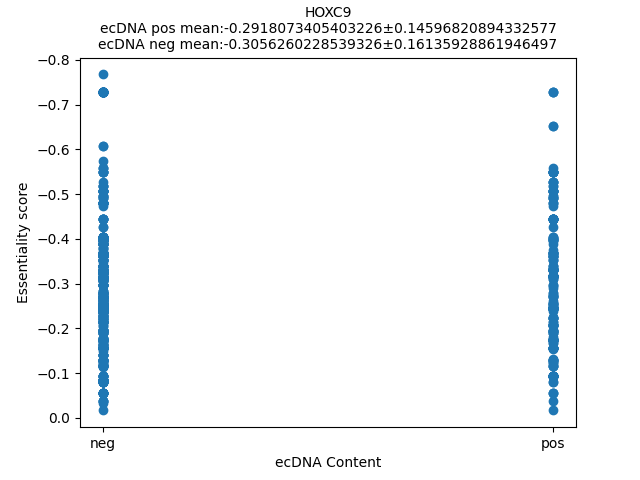 HOXC9
ecDNA pos mean:-0.2918073405403226±0.14596820894332577
ecDNA neg mean:-0.3056260228539326±0.16135928861946497
−0.8
−0.7
−0.6
−0.5
−0.4
−0.3
−0.2
−0.1
0.0
Essentiality score
neg
pos
ecDNA Content